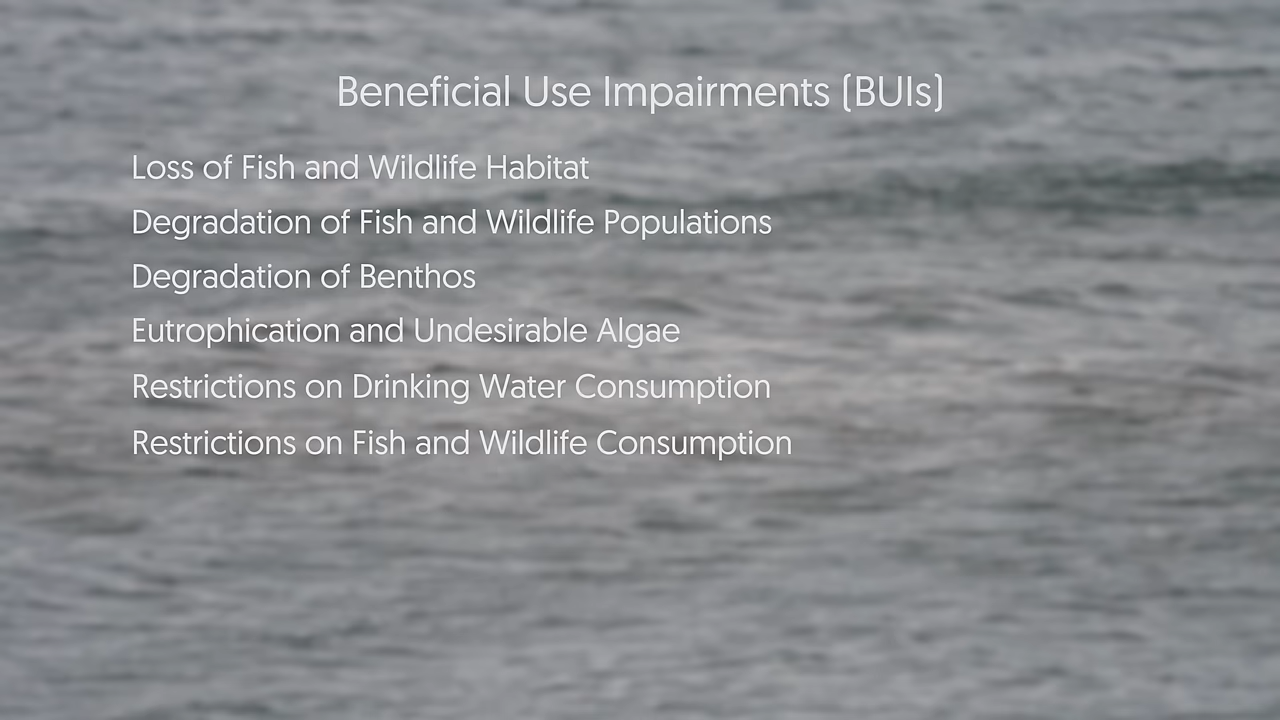 Beneficial Use Impairments (BUIs)
Loss of Fish and Wildlife Habitat
Degradation of Fish and Wildlife Populations
Degradation of Benthos
Eutrophication and Undesirable Algae
Restrictions on Drinking Water Consumption
Restrictions on Fish and Wildlife Consumption